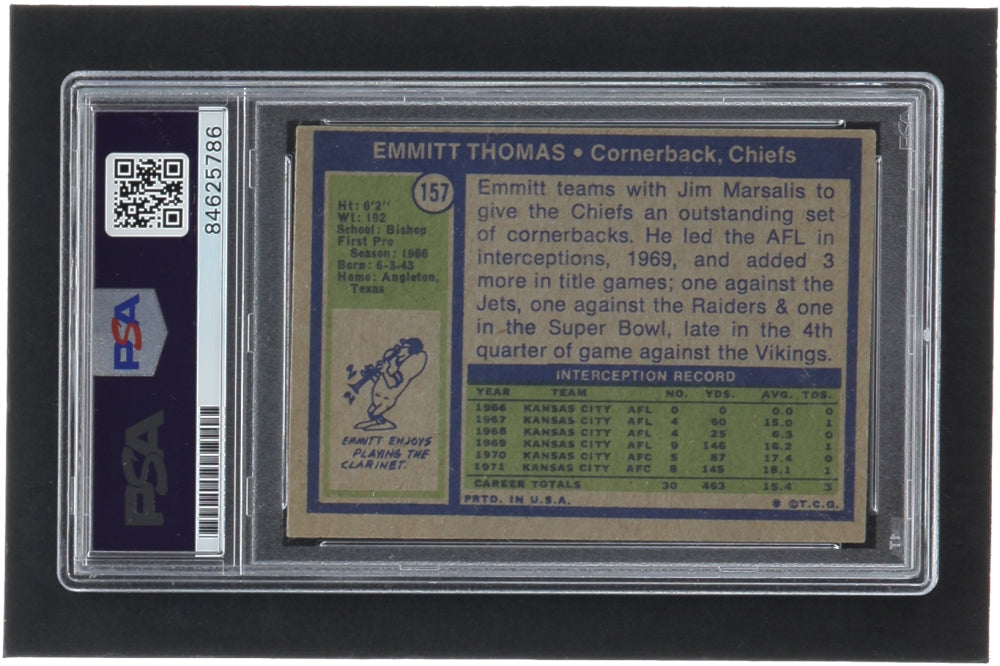 84625786
PSA
PSA
EMMITT THOMAS • Cornerback, Chiefs
157
Ht: 6'2"
Wt: 192
School: Bishop
First Pro
Season: 1966
Born: 6-3-43
Home: Angleton,
Texas
EMMITT ENJOYS
PLAYING THE
CLARINET.
Emmitt teams with Jim Marsalis to
give the Chiefs an outstanding set
of cornerbacks. He led the AFL in
interceptions, 1969, and added 3
more in title games; one against the
Jets, one against the Raiders & one
in the Super Bowl, late in the 4th
quarter of game against the Vikings.
INTERCEPTION RECORD
YEAR TEAM NO. YDS. AVG. TDS.
1966 KANSAS CITY AFL 0 0 0.0 0
1967 KANSAS CITY AFL 4 60 15.0 1
1968 KANSAS CITY AFL 4 25 6.3 0
1969 KANSAS CITY AFL 9 146 16.2 1
1970 KANSAS CITY AFC 5 87 17.4 0
1971 KANSAS CITY AFC 8 145 18.1 1
CAREER TOTALS 30 463 15.4 3
PRTD. IN U.S.A. * ©T.C.G.
PSA